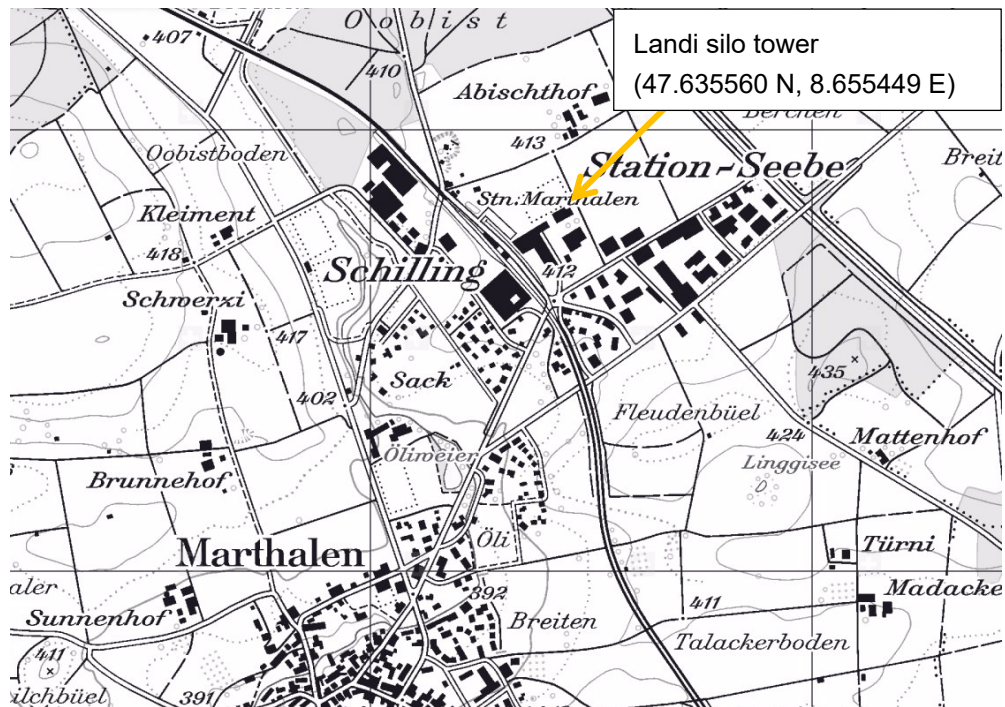 Oobist
407
410
Landi silo tower
(47.635560 N, 8.655449 E)
Abischthof
Berchen
413
Oobistboden
Station-Seebe
Breit
Kleiment
Stn. Marthalen
418
Schilling
412
Schwerzi
417
Sack
435
402
Fleudenbüel
424
Mattenhof
Öliweier
Linggisee
Brunnehof
Öli
Türni
Marthalen
aler
392
Madacke
Sunnenhof
411
Breiten
Talackerboden
411
ilchbüel
391